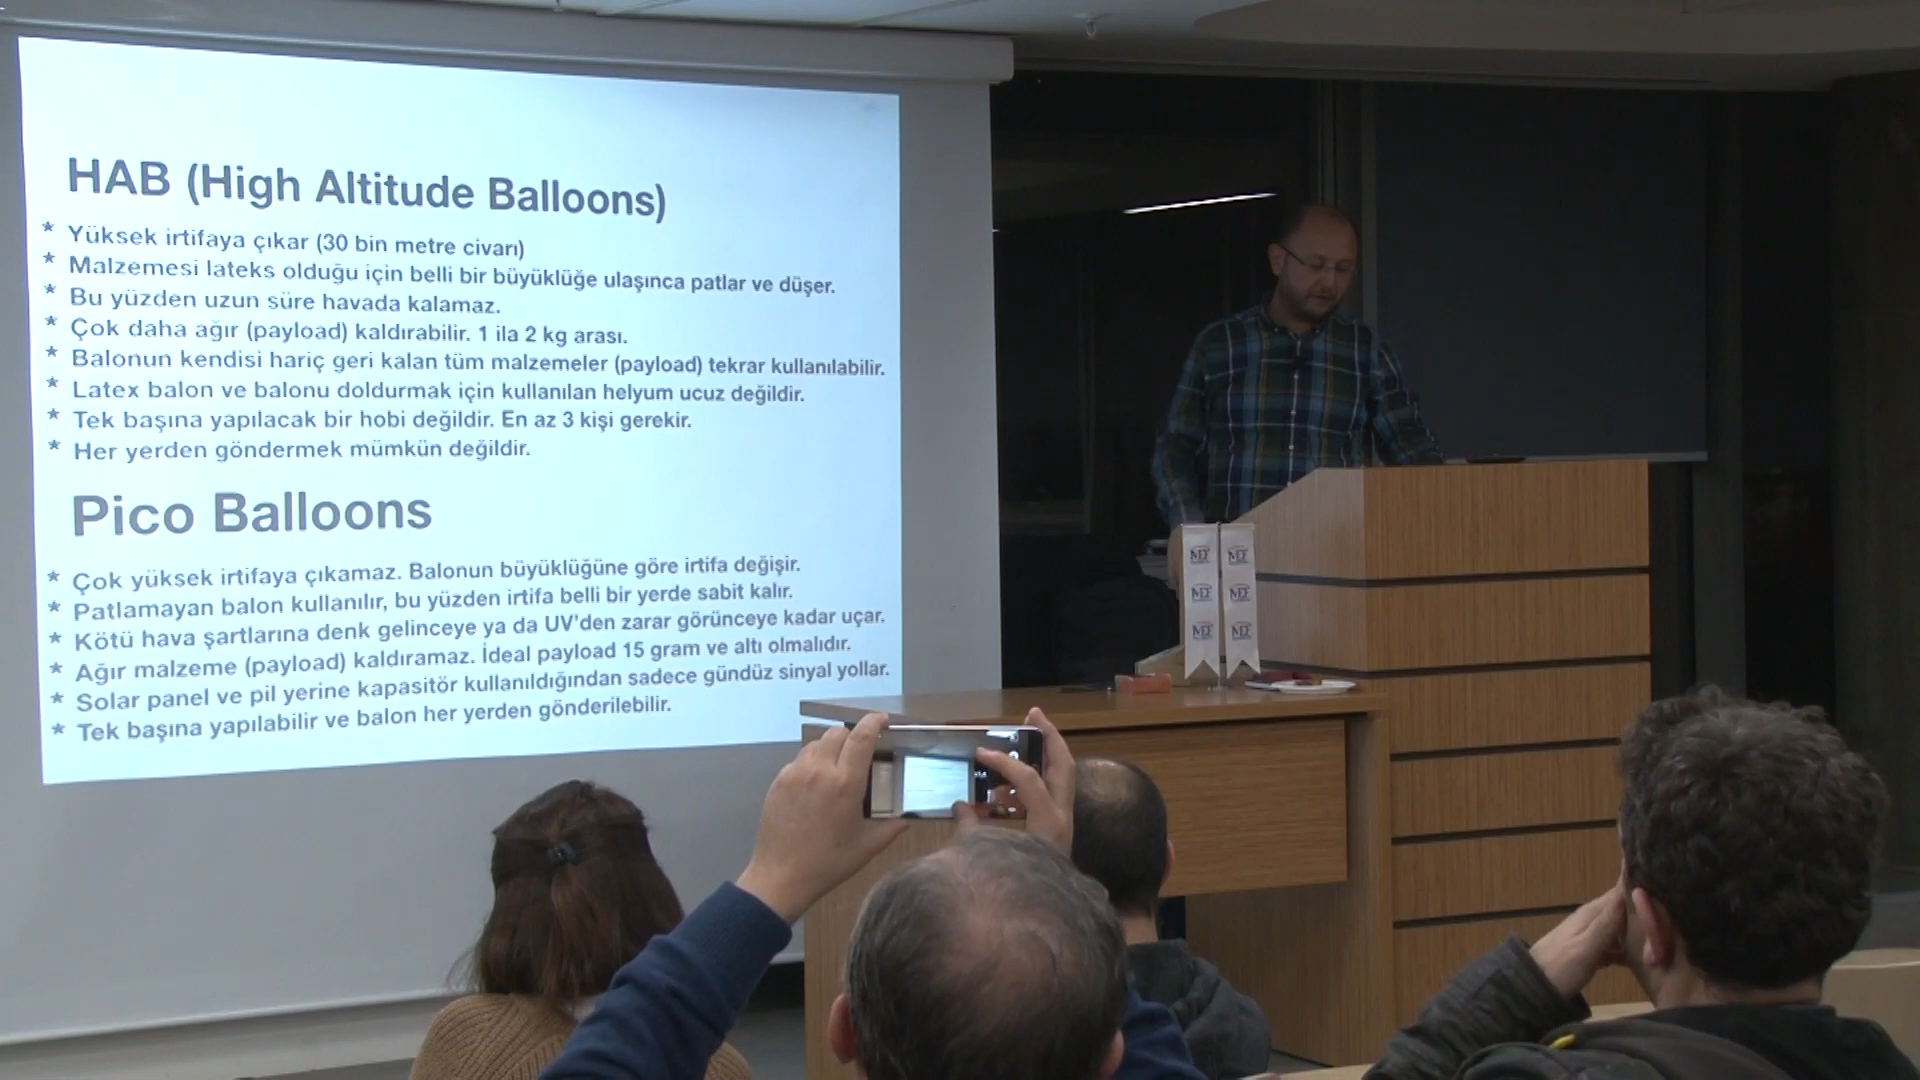 HAB (High Altitude Balloons)
* Yüksek irtifaya çıkar (30 bin metre civarı)
* Malzemesi lateks olduğu için belli bir büyüklüğe ulaşınca patlar ve düşer.
* Bu yüzden uzun süre havada kalamaz.
* Çok daha ağır (payload) kaldırabilir. 1 ila 2 kg arası.
* Balonun kendisi hariç geri kalan tüm malzemeler (payload) tekrar kullanılabilir.
* Latex balon ve balonu doldurmak için kullanılan helyum ucuz değildir.
* Tek başına yapılacak bir hobi değildir. En az 3 kişi gerekir.
* Her yerden göndermek mümkün değildir.
Pico Balloons
* Çok yüksek irtifaya çıkamaz. Balonun büyüklüğüne göre irtifa değişir.
* Patlamayan balon kullanılır, bu yüzden irtifa belli bir yerde sabit kalır.
* Kötü hava şartlarına denk gelinceye ya da UV'den zarar görünceye kadar uçar.
* Ağır malzeme (payload) kaldıramaz. İdeal payload 15 gram ve altı olmalıdır.
* Solar panel ve pil yerine kapasitör kullanıldığından sadece gündüz sinyal yollar.
* Tek başına yapılabilir ve balon her yerden gönderilebilir.
MEF MEF
MEF MEF
MEF MEF